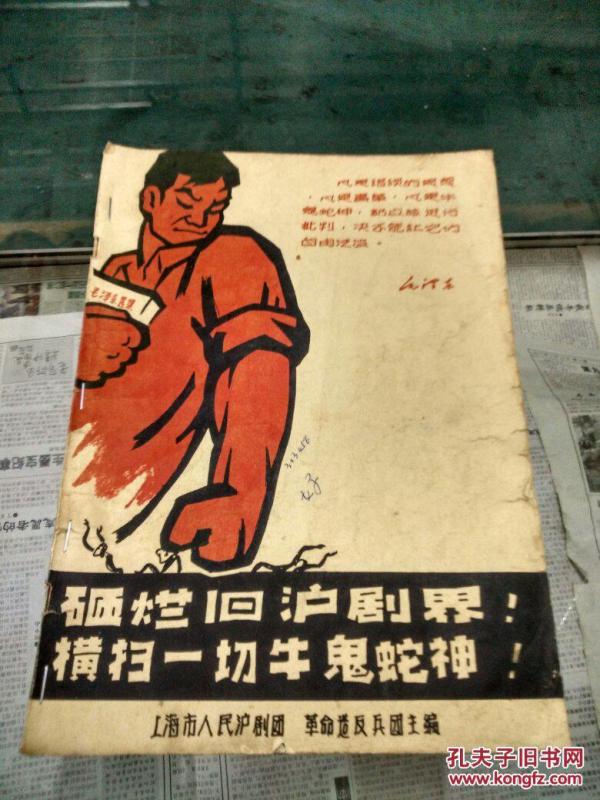 凡是错误的思想
，凡是毒草，凡是牛
鬼蛇神，都应该进行
批判，决不能让它们
自由泛滥。
毛泽东
毛泽东选集
好
砸烂旧沪剧界！
横扫一切牛鬼蛇神！
上海市人民沪剧团 革命造反兵团主编
孔夫子旧书网
www.kongfz.com